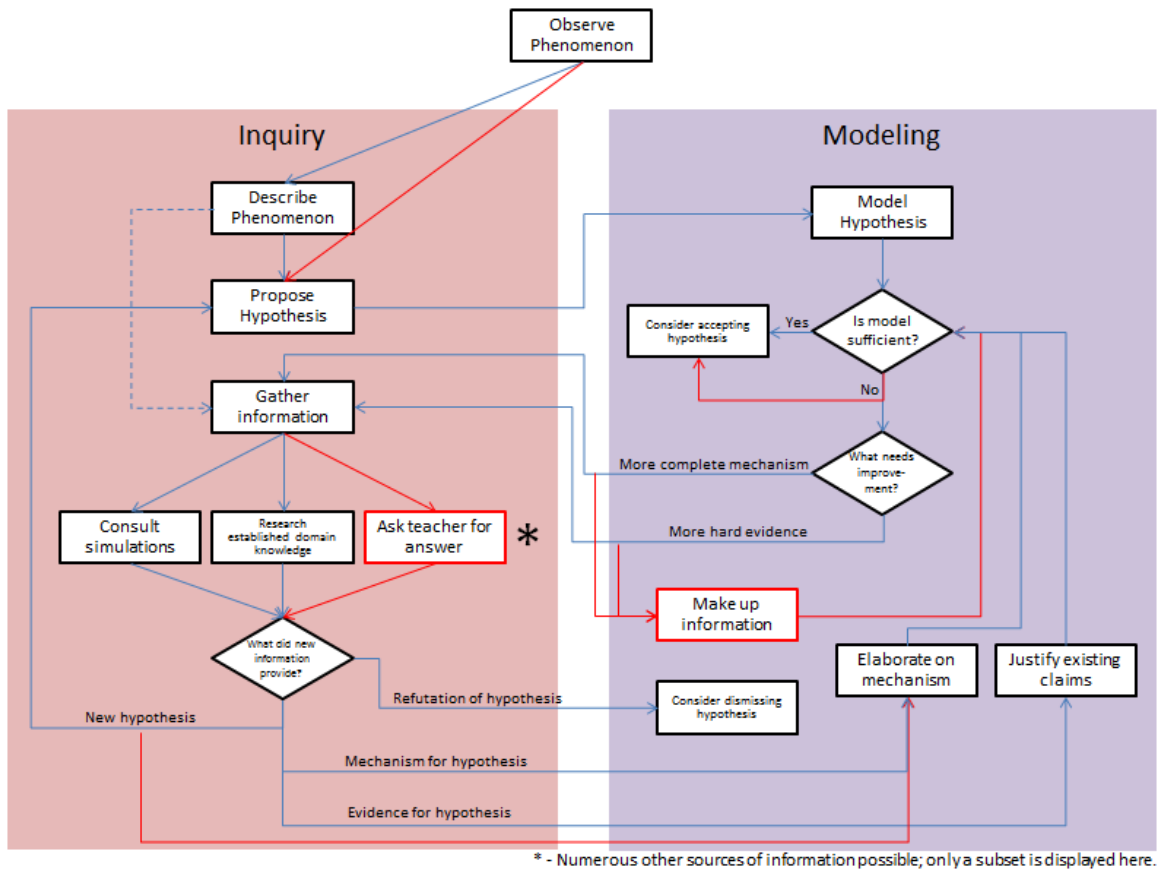 Observe
Phenomenon
Inquiry
Modeling
Describe
Phenomenon
Model
Hypothesis
Propose
Hypothesis
Consider accepting
hypothesis
Yes
Is model
sufficient?
No
Gather
information
More complete mechanism
What needs
improve-
ment?
Consult
simulations
Research
established domain
knowledge
Ask teacher for
answer
*
More hard evidence
Make up
information
What did new
information
provide?
Elaborate on
mechanism
Justify existing
claims
Refutation of hypothesis
Consider dismissing
hypothesis
New hypothesis
Mechanism for hypothesis
Evidence for hypothesis
* - Numerous other sources of information possible; only a subset is displayed here.